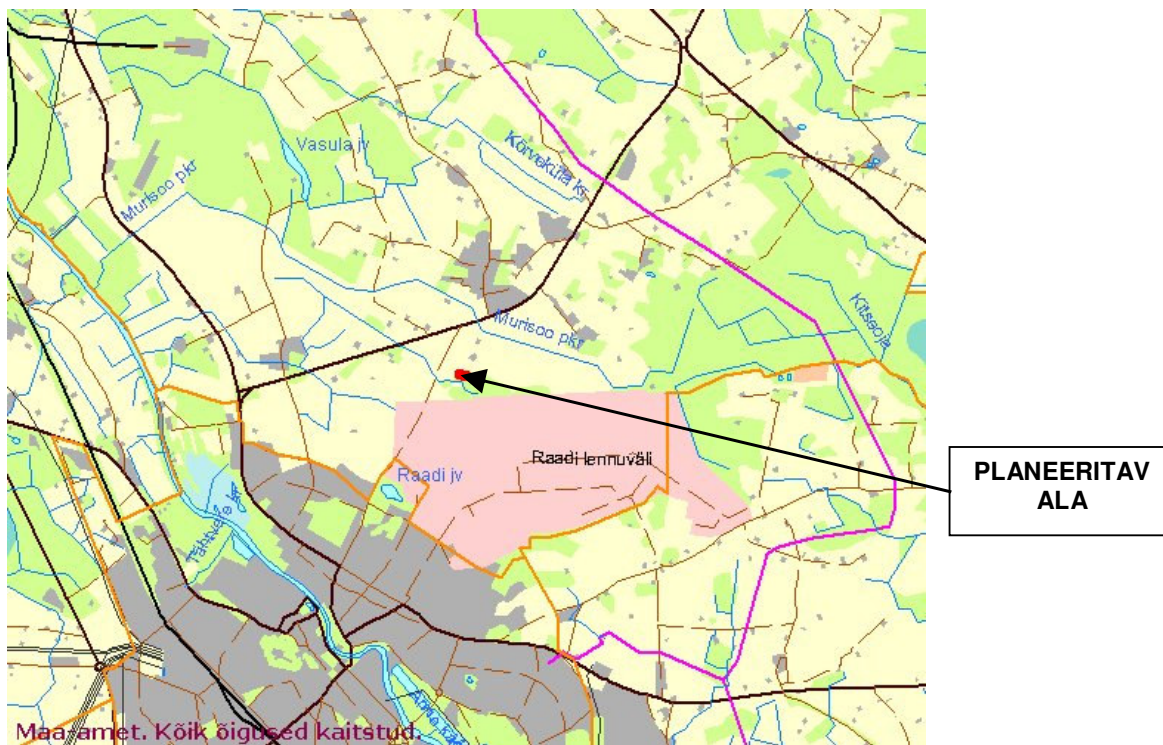 Vasula jv
Kõrveküla kr
Murisoo pkr
Kitseoja
Murisoo pkr
Raadi lennuväli
Raadi jv
PLANEERITAV
ALA
Maa-amet. Kõik õigused kaitstud.